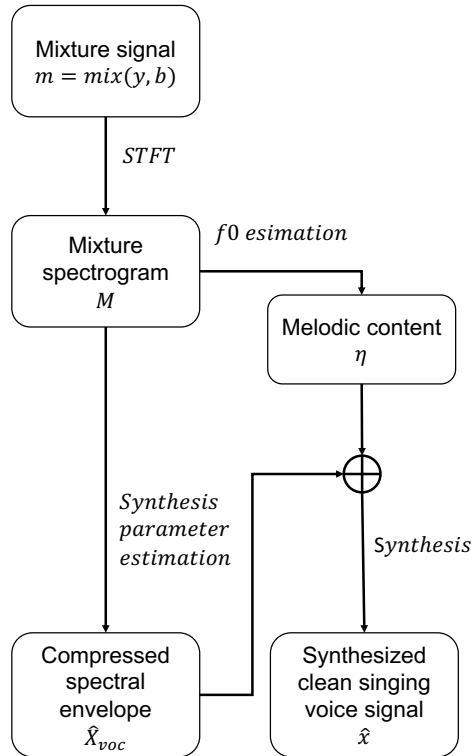 Mixture signal
m = mix(y, b)
STFT
Mixture
spectrogram
M
f0 esimation
Melodic content
η
Synthesis
parameter
estimation
Synthesis
Compressed
spectral
envelope
X̂voc
Synthesized
clean singing
voice signal
x̂